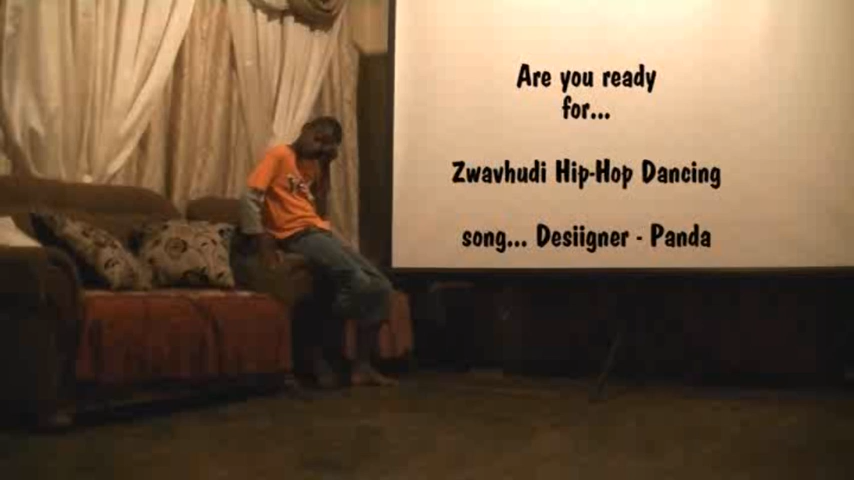 Are you ready
for...
Zwavhudi Hip-Hop Dancing
song... Desiigner - Panda